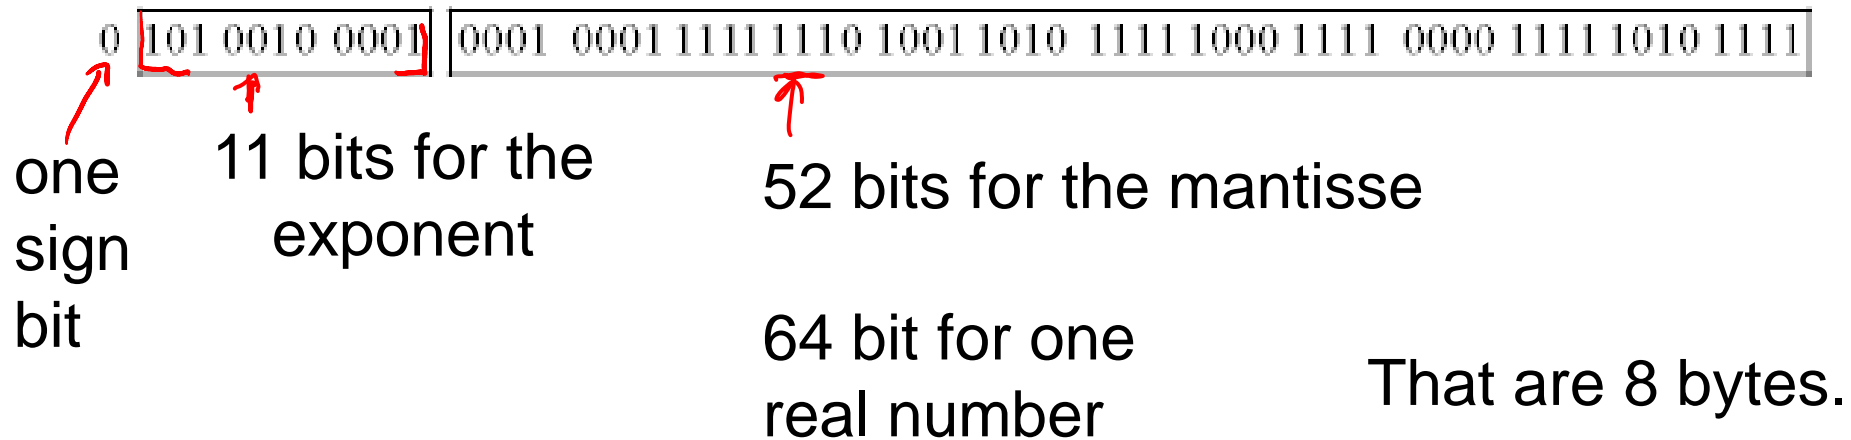 0 101 0010 0001 0001 0001 1111 1110 1001 1010 1111 1000 1111 0000 1111 1010 1111
one
sign
bit
11 bits for the
exponent
52 bits for the mantisse
64 bit for one
real number
That are 8 bytes.